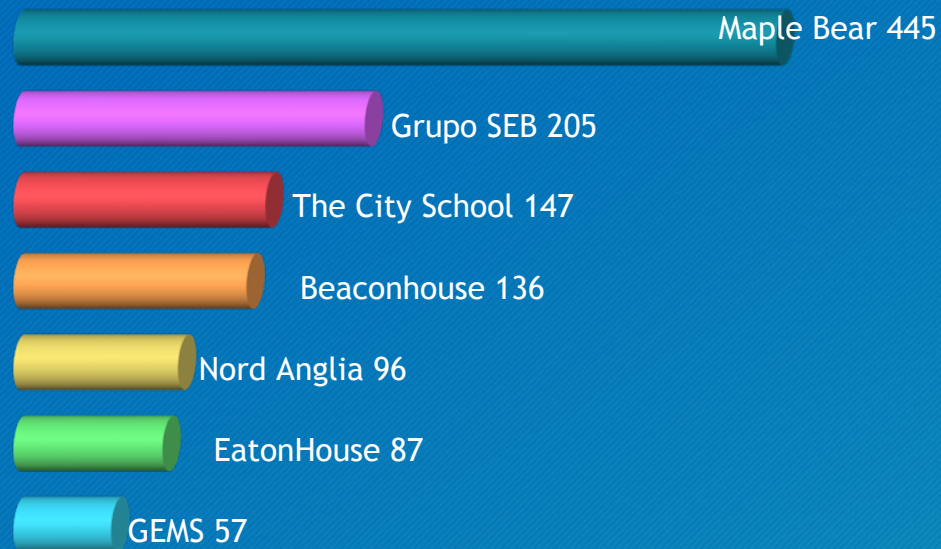 Maple Bear 445
Grupo SEB 205
The City School 147
Beaconhouse 136
Nord Anglia 96
EatonHouse 87
GEMS 57